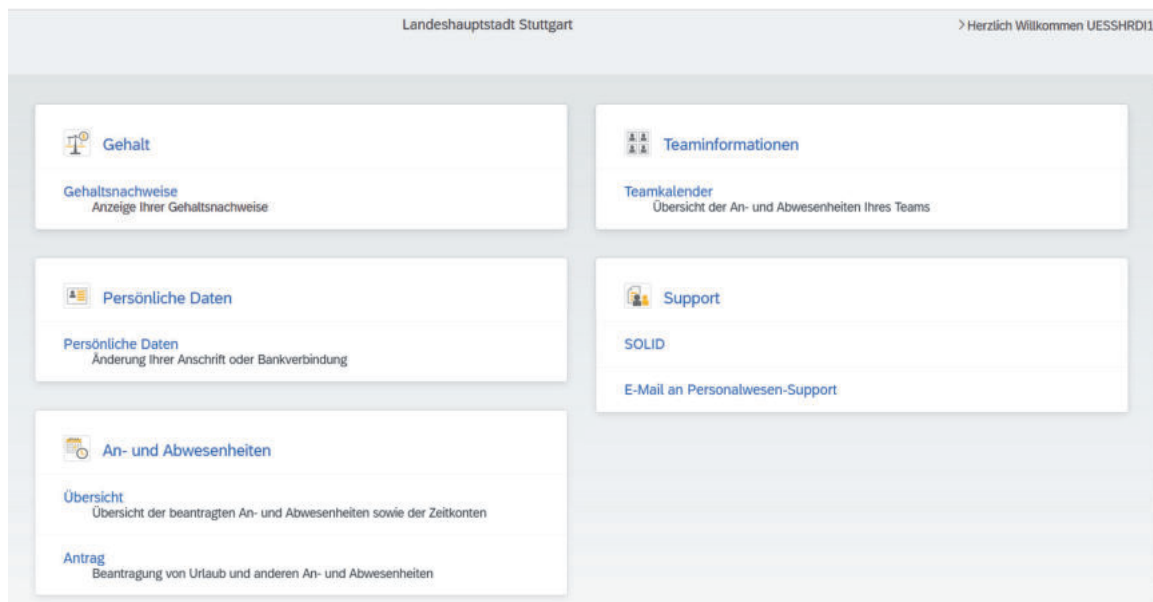 Landeshauptstadt Stuttgart
Herzlich Willkommen UESSHRDI1
Gehalt
Gehaltsnachweise
Anzeige Ihrer Gehaltsnachweise
Persönliche Daten
Persönliche Daten
Änderung Ihrer Anschrift oder Bankverbindung
An- und Abwesenheiten
Übersicht
Übersicht der beantragten An- und Abwesenheiten sowie der Zeitkonten
Antrag
Beantragung von Urlaub und anderen An- und Abwesenheiten
Teaminformationen
Teamkalender
Übersicht der An- und Abwesenheiten Ihres Teams
Support
SOLID
E-Mail an Personalwesen-Support